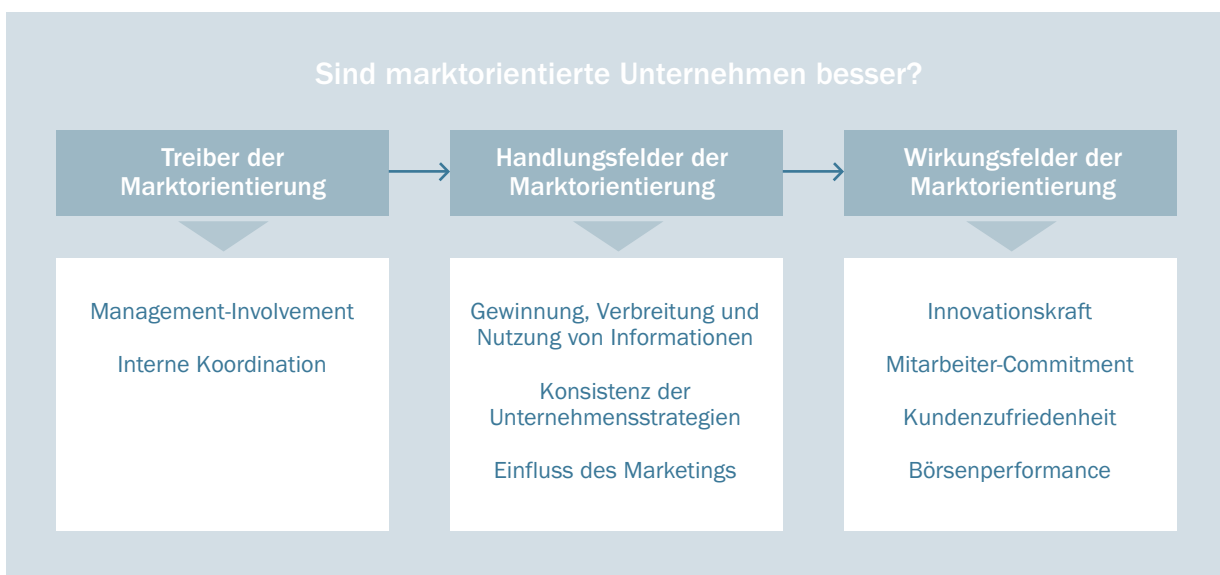 Sind marktorientierte Unternehmen besser?
Treiber der
Marktorientierung
Management-Involvement
Interne Koordination
Handlungsfelder der
Marktorientierung
Gewinnung, Verbreitung und
Nutzung von Informationen
Konsistenz der
Unternehmensstrategien
Einfluss des Marketings
Wirkungsfelder der
Marktorientierung
Innovationskraft
Mitarbeiter-Commitment
Kundenzufriedenheit
Börsenperformance